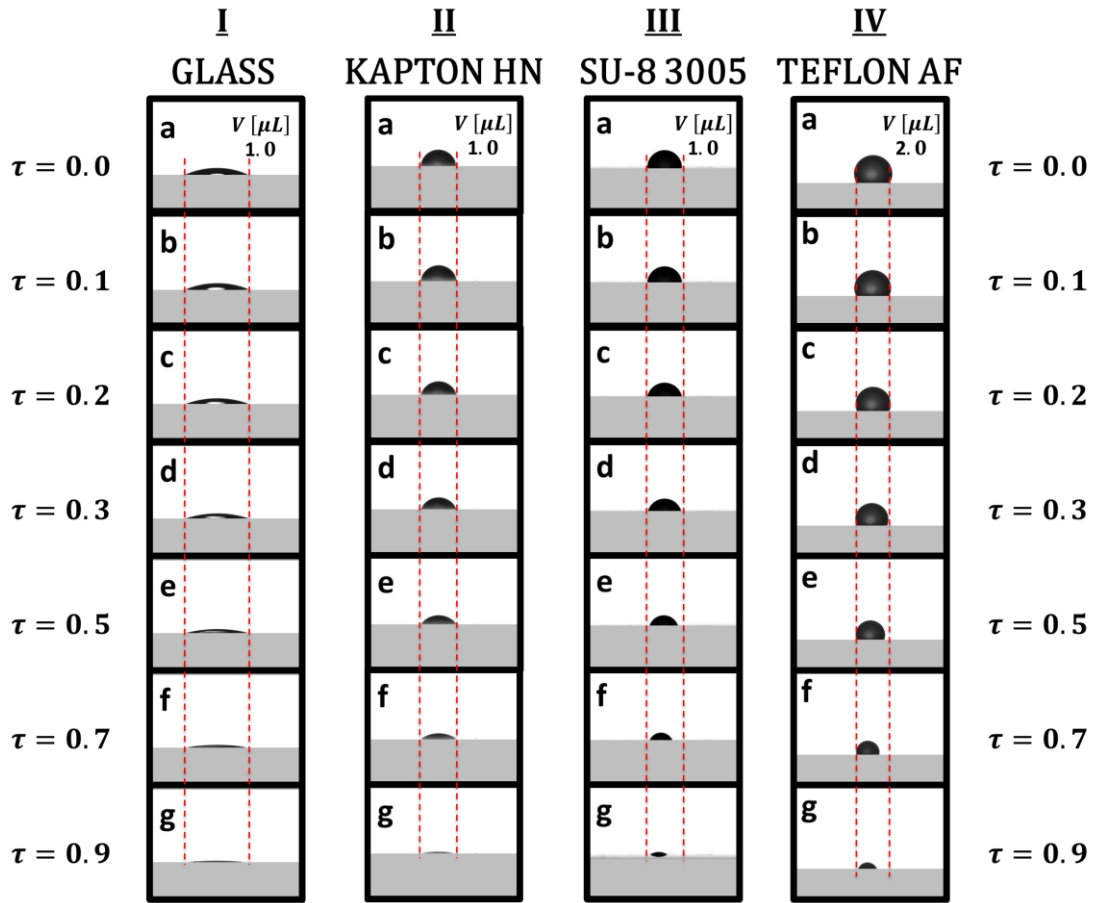 I II III IV
GLASS KAPTON HN SU-8 3005 TEFLON AF
a V [μL] a V [μL] a V [μL] a V [μL]
τ = 0.0 1.0 1.0 1.0 2.0 τ = 0.0
b b b b
τ = 0.1 τ = 0.1
c c c c
τ = 0.2 τ = 0.2
d d d d
τ = 0.3 τ = 0.3
e e e e
τ = 0.5 τ = 0.5
f f f f
τ = 0.7 τ = 0.7
g g g g
τ = 0.9 τ = 0.9